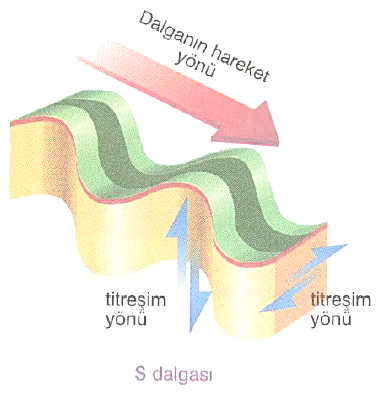 Dalganın hareket
yönü
titreşim
yönü
titreşim
yönü
S dalgası